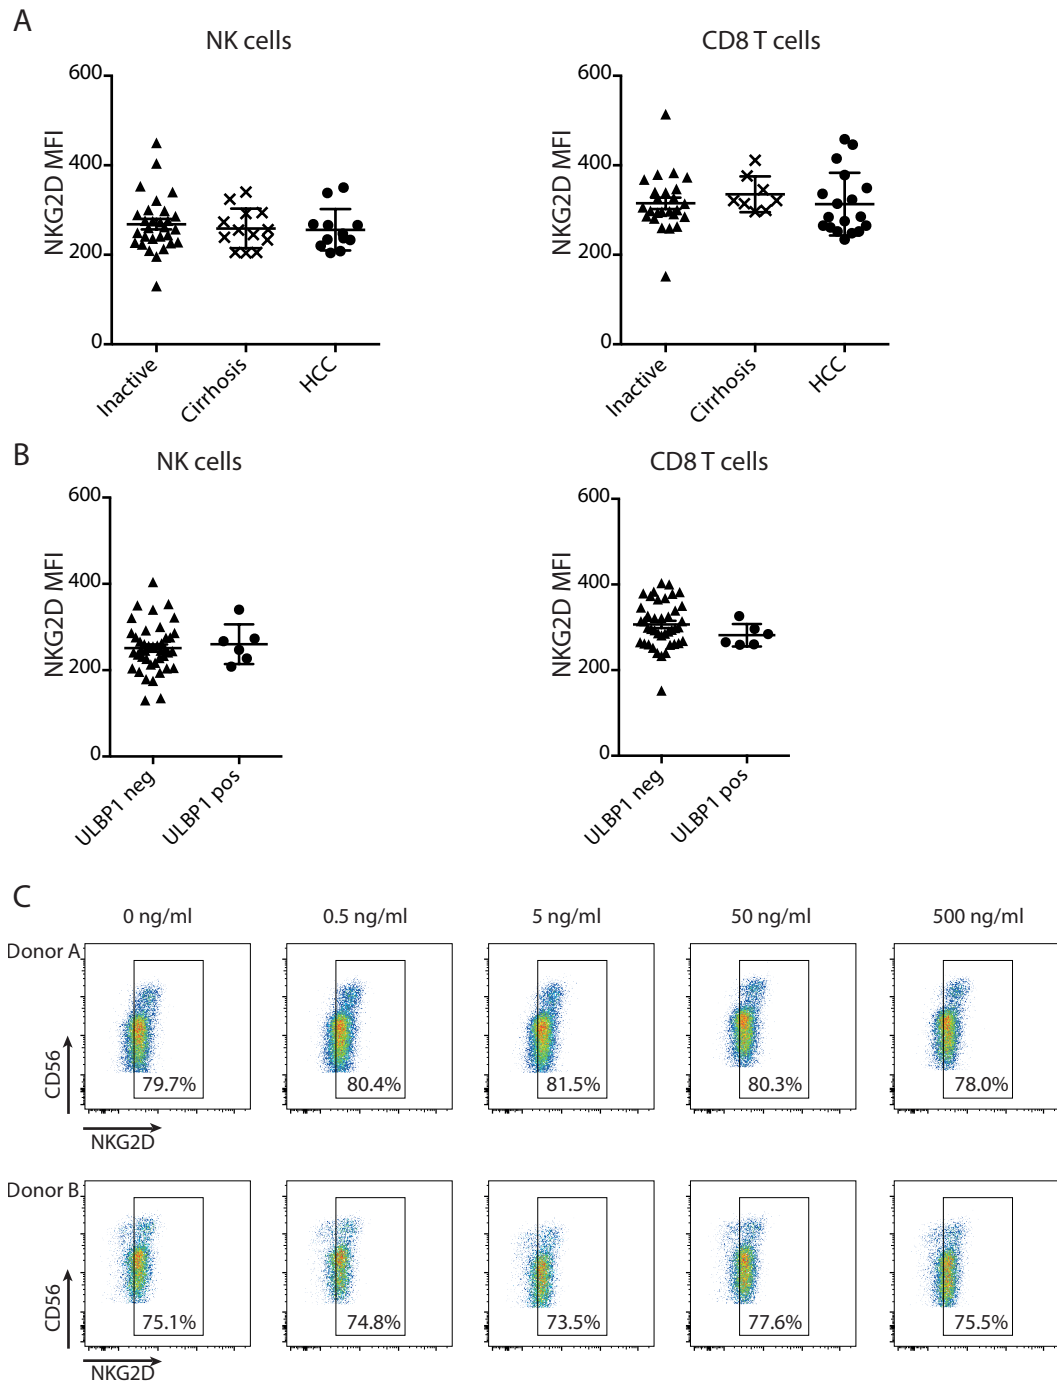 A
NK cells
CD8 T cells
NKG2D MFI
600
400
200
0
Inactive
Cirrhosis
HCC
NKG2D MFI
600
400
200
0
Inactive
Cirrhosis
HCC
B
NK cells
CD8 T cells
NKG2D MFI
600
400
200
0
ULBP1 neg
ULBP1 pos
NKG2D MFI
600
400
200
0
ULBP1 neg
ULBP1 pos
C
0 ng/ml 0.5 ng/ml 5 ng/ml 50 ng/ml 500 ng/ml
Donor A
CD56
79.7% 80.4% 81.5% 80.3% 78.0%
NKG2D
Donor B
CD56
75.1% 74.8% 73.5% 77.6% 75.5%
NKG2D